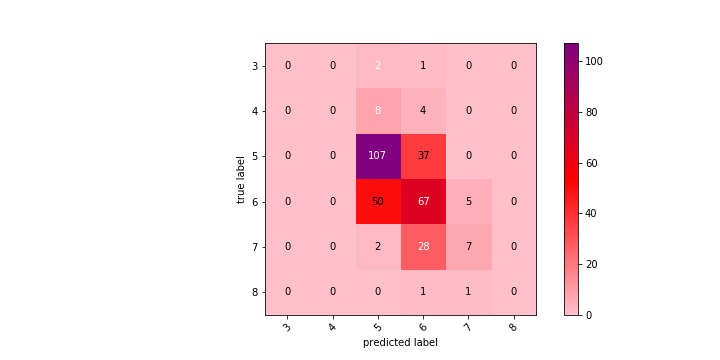 3 0 0 2 1 0 0
4 0 0 8 4 0 0
5 0 0 107 37 0 0
6 0 0 50 67 5 0
7 0 0 2 28 7 0
8 0 0 0 1 1 0
3 4 5 6 7 8
true label
predicted label
100
80
60
40
20
0